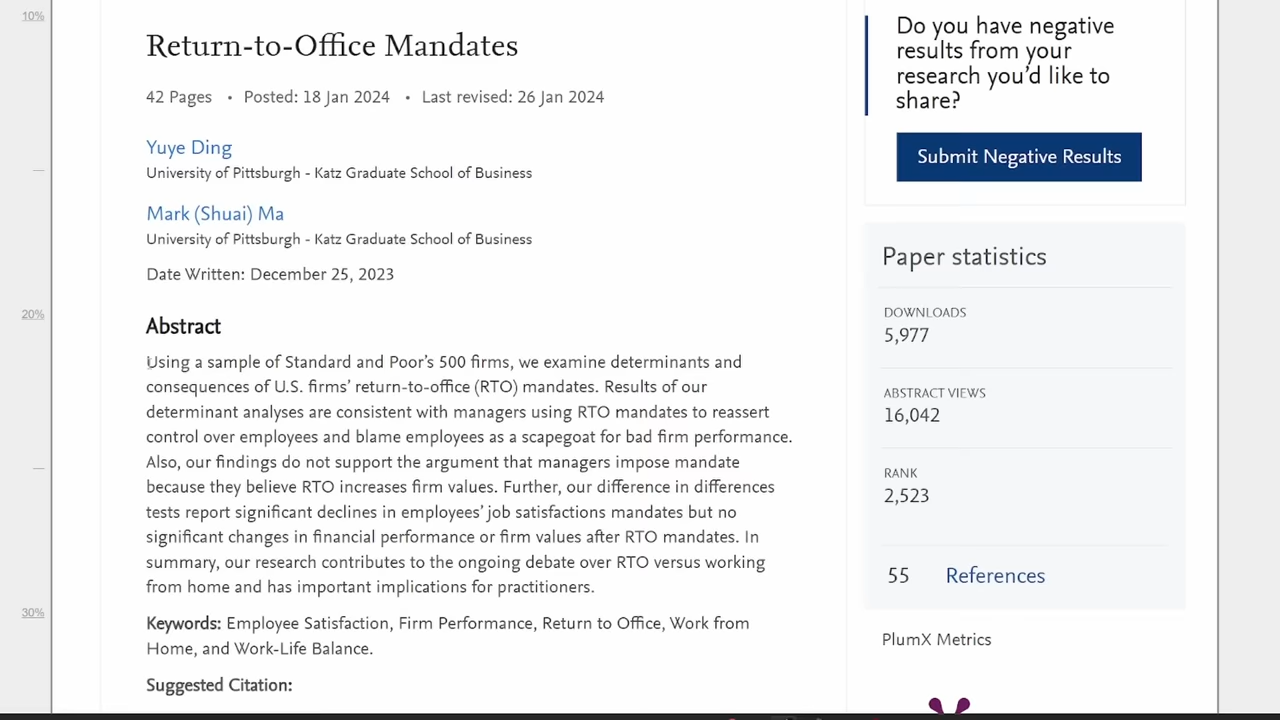 10%
20%
30%
Return-to-Office Mandates
42 Pages • Posted: 18 Jan 2024 • Last revised: 26 Jan 2024
Yuye Ding
University of Pittsburgh - Katz Graduate School of Business
Mark (Shuai) Ma
University of Pittsburgh - Katz Graduate School of Business
Date Written: December 25, 2023
Abstract
Using a sample of Standard and Poor's 500 firms, we examine determinants and
consequences of U.S. firms' return-to-office (RTO) mandates. Results of our
determinant analyses are consistent with managers using RTO mandates to reassert
control over employees and blame employees as a scapegoat for bad firm performance.
Also, our findings do not support the argument that managers impose mandate
because they believe RTO increases firm values. Further, our difference in differences
tests report significant declines in employees' job satisfactions mandates but no
significant changes in financial performance or firm values after RTO mandates. In
summary, our research contributes to the ongoing debate over RTO versus working
from home and has important implications for practitioners.
Keywords: Employee Satisfaction, Firm Performance, Return to Office, Work from
Home, and Work-Life Balance.
Suggested Citation:
Do you have negative
results from your
research you'd like to
share?
Submit Negative Results
Paper statistics
DOWNLOADS
5,977
ABSTRACT VIEWS
16,042
RANK
2,523
55 References
PlumX Metrics